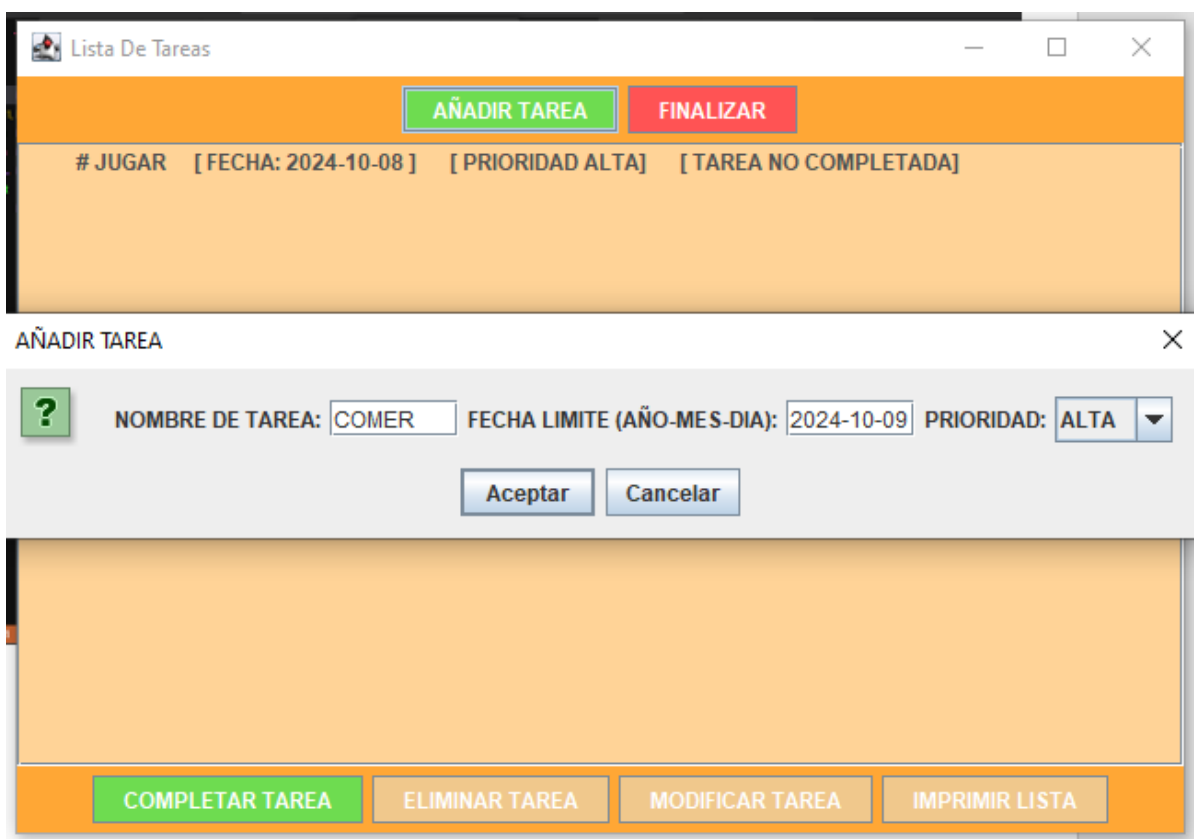 Lista De Tareas
AÑADIR TAREA FINALIZAR
# JUGAR [ FECHA: 2024-10-08 ] [ PRIORIDAD ALTA] [ TAREA NO COMPLETADA]
AÑADIR TAREA
NOMBRE DE TAREA: COMER FECHA LIMITE (AÑO-MES-DIA): 2024-10-09 PRIORIDAD: ALTA
Aceptar Cancelar
COMPLETAR TAREA ELIMINAR TAREA MODIFICAR TAREA IMPRIMIR LISTA